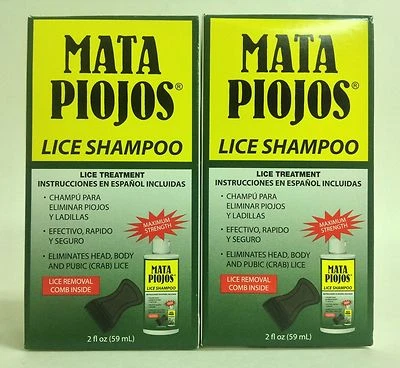 MATA
PIOJOS®
LICE SHAMPOO
LICE TREATMENT
INSTRUCCIONES EN ESPAÑOL INCLUIDAS
• CHAMPÚ PARA
ELIMINAR PIOJOS
Y LADILLAS
• EFECTIVO, RAPIDO
Y SEGURO
• ELIMINATES HEAD, BODY
AND PUBIC (CRAB) LICE
MAXIMUM
STRENGTH
LICE REMOVAL
COMB INSIDE
MATA
PIOJOS
LICE SHAMPOO
2 fl oz (59 mL)
MATA
PIOJOS®
LICE SHAMPOO
LICE TREATMENT
INSTRUCCIONES EN ESPAÑOL INCLUIDAS
• CHAMPÚ PARA
ELIMINAR PIOJOS
Y LADILLAS
• EFECTIVO, RAPIDO
Y SEGURO
• ELIMINATES HEAD, BODY
AND PUBIC (CRAB) LICE
MAXIMUM
STRENGTH
LICE REMOVAL
COMB INSIDE
MATA
PIOJOS
LICE SHAMPOO
2 fl oz (59 mL)